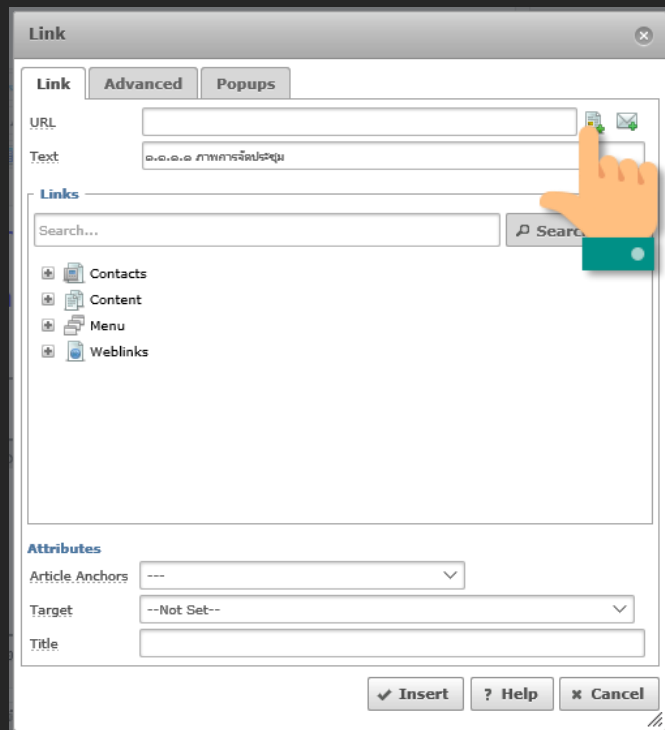 Link
Link Advanced Popups
URL
Text ๑.๑.๑.๑ ภาพการจัดประชุม
Links
Search...
Contacts
Content
Menu
Weblinks
Attributes
Article Anchors ---
Target --Not Set--
Title
Insert ? Help Cancel